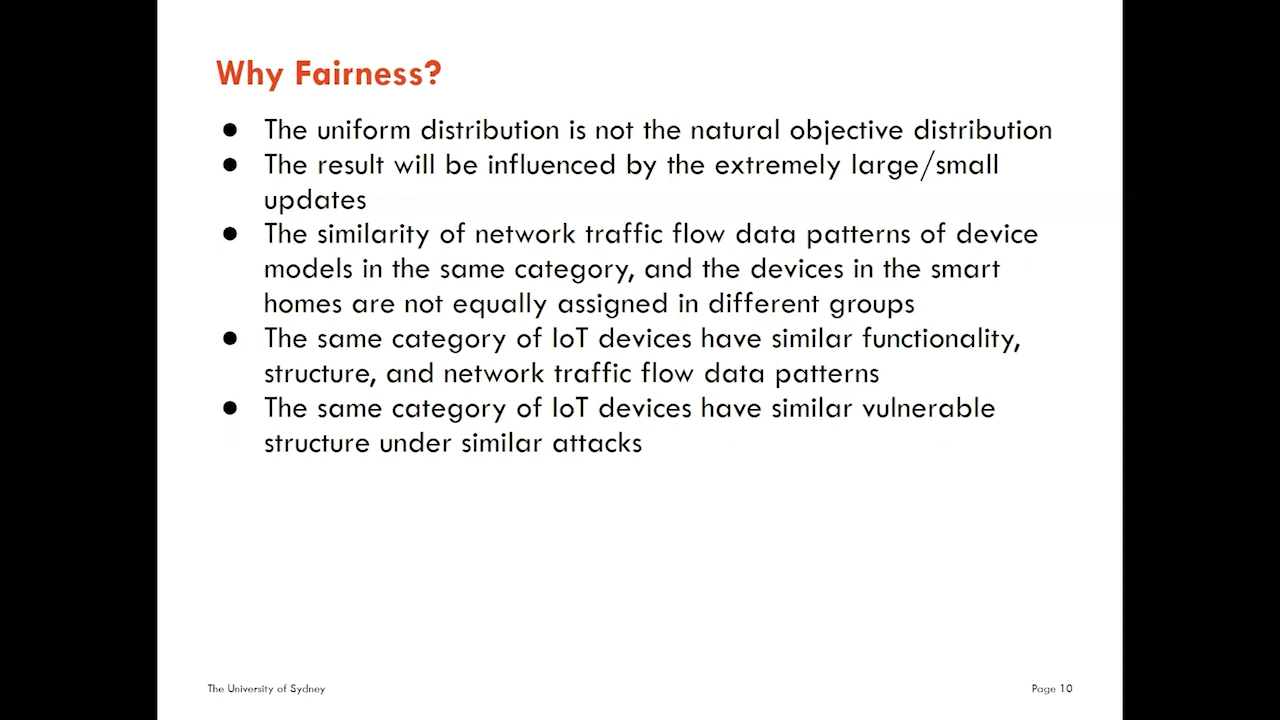 Why Fairness?
● The uniform distribution is not the natural objective distribution
● The result will be influenced by the extremely large/small
updates
● The similarity of network traffic flow data patterns of device
models in the same category, and the devices in the smart
homes are not equally assigned in different groups
● The same category of IoT devices have similar functionality,
structure, and network traffic flow data patterns
● The same category of IoT devices have similar vulnerable
structure under similar attacks
The University of Sydney
Page 10